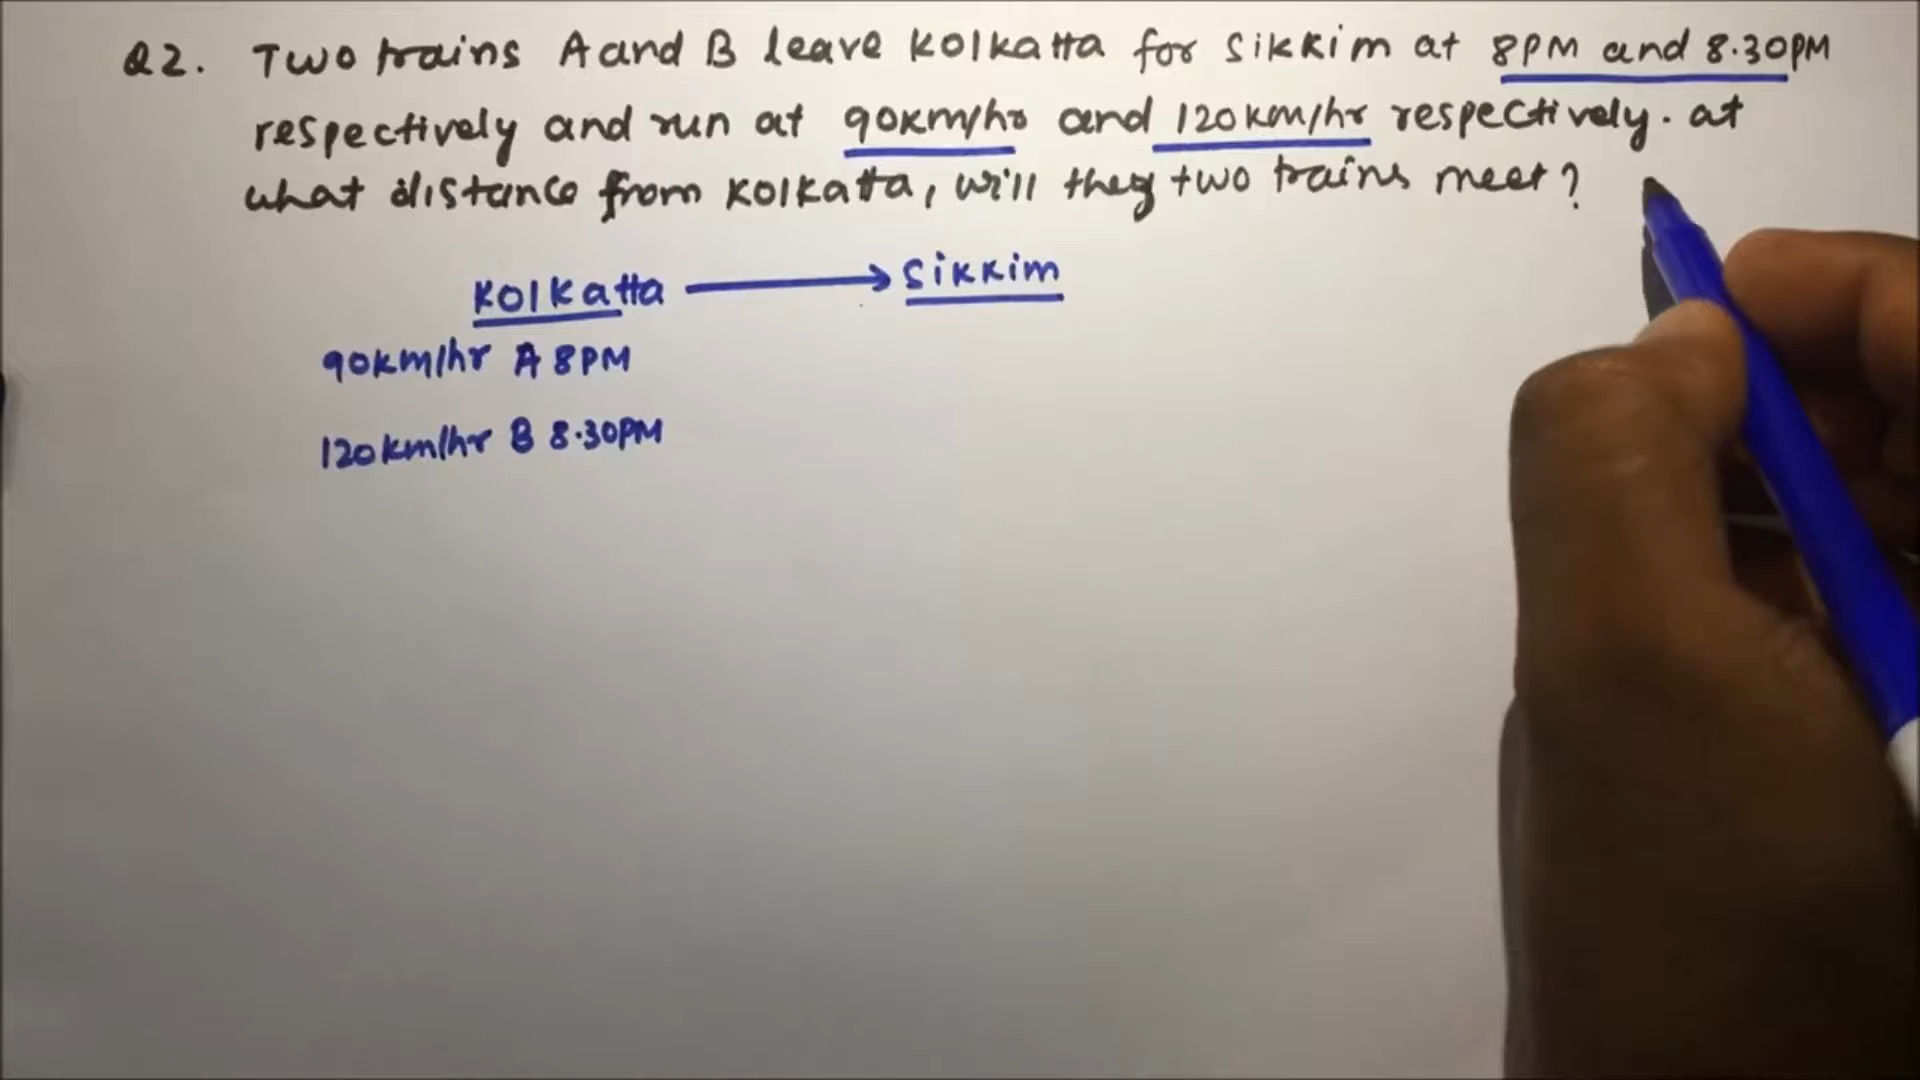 Q2. Two trains A and B leave Kolkatta for Sikkim at 8PM and 8.30PM
respectively and run at 90km/hr and 120km/hr respectively. at
what distance from Kolkatta, will they two trains meet?
Kolkatta → Sikkim
90km/hr A 8PM
120km/hr B 8.30PM